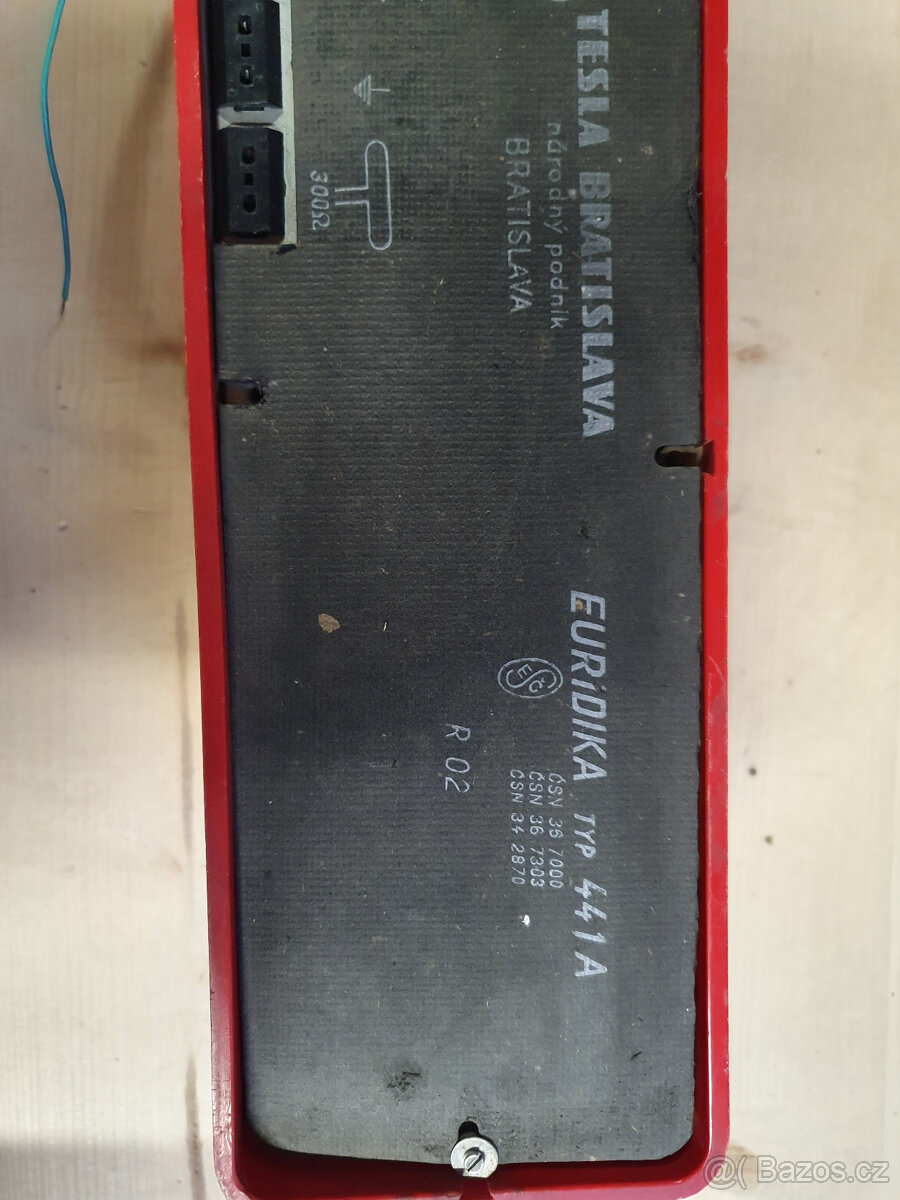 TESLA BRATISLAVA
národný podnik
BRATISLAVA
300Ω
EURiDIKA TYP 441A
ESČ
ČSN 36 7000
ČSN 36 7303
ČSN 34 2870
R 02
@( Bazos.cz